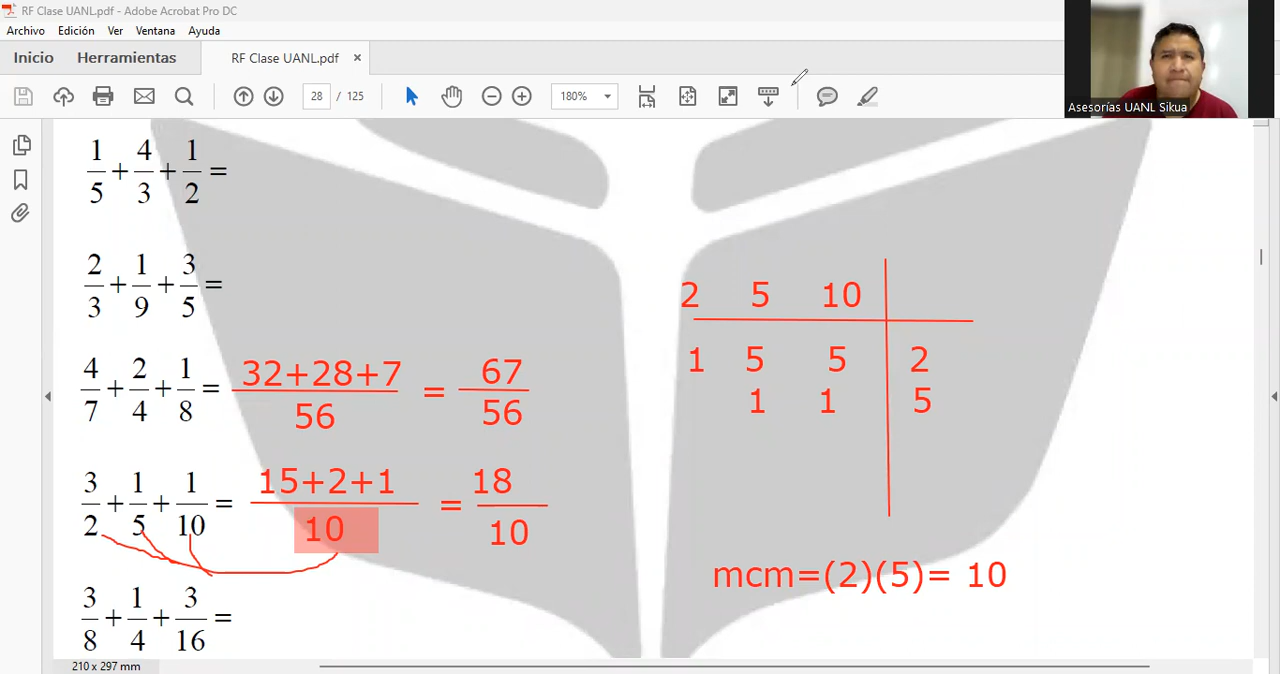 RF Clase UANL.pdf - Adobe Acrobat Pro DC
Archivo Edición Ver Ventana Ayuda
Inicio Herramientas RF Clase UANL.pdf ×
28 / 125 180%
Asesorías UANL Sikua
1/5 + 4/3 + 1/2 =
2/3 + 1/9 + 3/5 =
4/7 + 2/4 + 1/8 = 32+28+7/56 = 67/56
3/2 + 1/5 + 1/10 = 15+2+1/10 = 18/10
3/8 + 1/4 + 3/16 =
2 5 10
1 5 5 2
1 1 5
mcm=(2)(5)= 10
210 x 297 mm